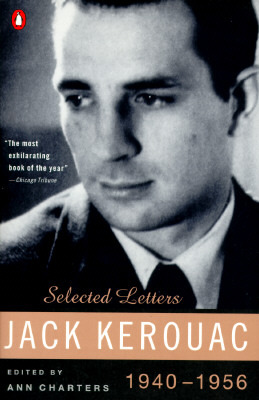 "The most
exhilarating
book of the year"
—Chicago Tribune
Selected Letters
JACK KEROUAC
EDITED BY
ANN CHARTERS
1940–1956